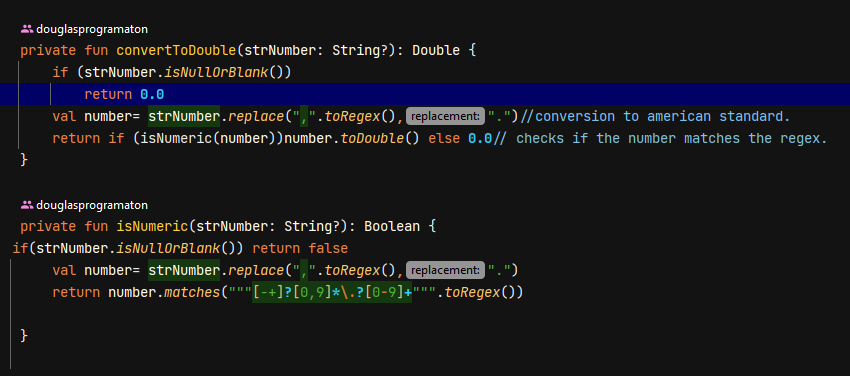 douglasprogramaton
private fun convertToDouble(strNumber: String?): Double {
if (strNumber.isNullOrBlank())
return 0.0
val number= strNumber.replace(",".toRegex(), replacement: ".")//conversion to american standard.
return if (isNumeric(number))number.toDouble() else 0.0// checks if the number matches the regex.
}
douglasprogramaton
private fun isNumeric(strNumber: String?): Boolean {
if(strNumber.isNullOrBlank()) return false
val number= strNumber.replace(",".toRegex(), replacement: ".")
return number.matches("""[-+]?[0,9]*\.?[0-9]+""".toRegex())
}